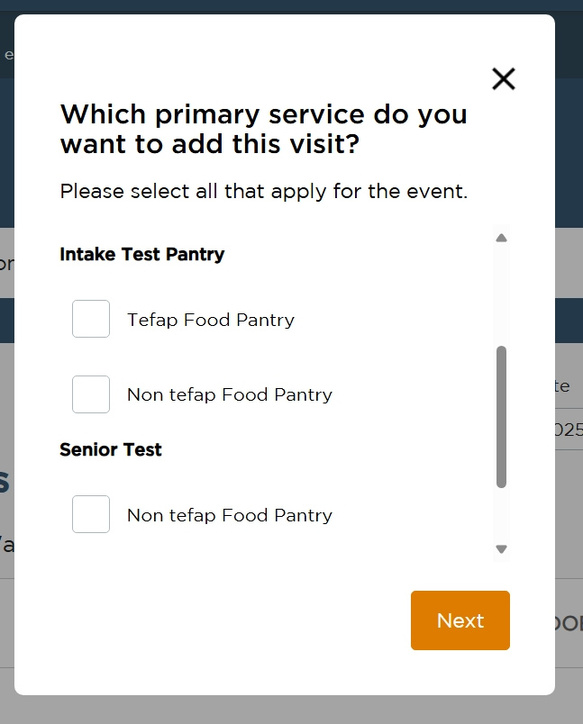 Which primary service do you
want to add this visit?
Please select all that apply for the event.
Intake Test Pantry
Tefap Food Pantry
Non tefap Food Pantry
Senior Test
Non tefap Food Pantry
Next